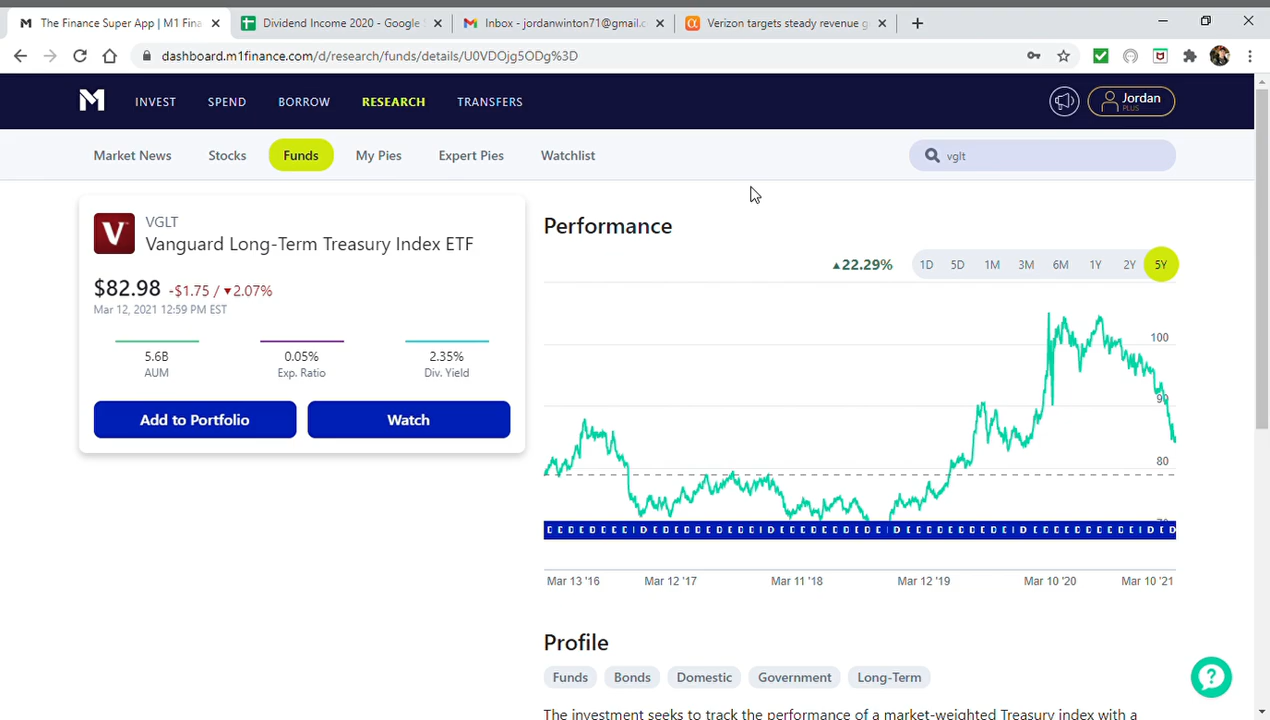 The Finance Super App | M1 Fina
Dividend Income 2020 - Google S
Inbox - jordanwinton71@gmail.c
Verizon targets steady revenue g
dashboard.m1finance.com/d/research/funds/details/U0VDOjg5ODg%3D
INVEST
SPEND
BORROW
RESEARCH
TRANSFERS
Jordan
PLUS
Market News
Stocks
Funds
My Pies
Expert Pies
Watchlist
vglt
VGLT
Vanguard Long-Term Treasury Index ETF
$82.98 -$1.75 / ▼2.07%
Mar 12, 2021 12:59 PM EST
5.6B
AUM
0.05%
Exp. Ratio
2.35%
Div. Yield
Add to Portfolio
Watch
Performance
▲22.29%
1D 5D 1M 3M 6M 1Y 2Y 5Y
100
90
80
Mar 13 '16
Mar 12 '17
Mar 11 '18
Mar 12 '19
Mar 10 '20
Mar 10 '21
Profile
Funds
Bonds
Domestic
Government
Long-Term
The investment seeks to track the performance of a market-weighted Treasury index with a